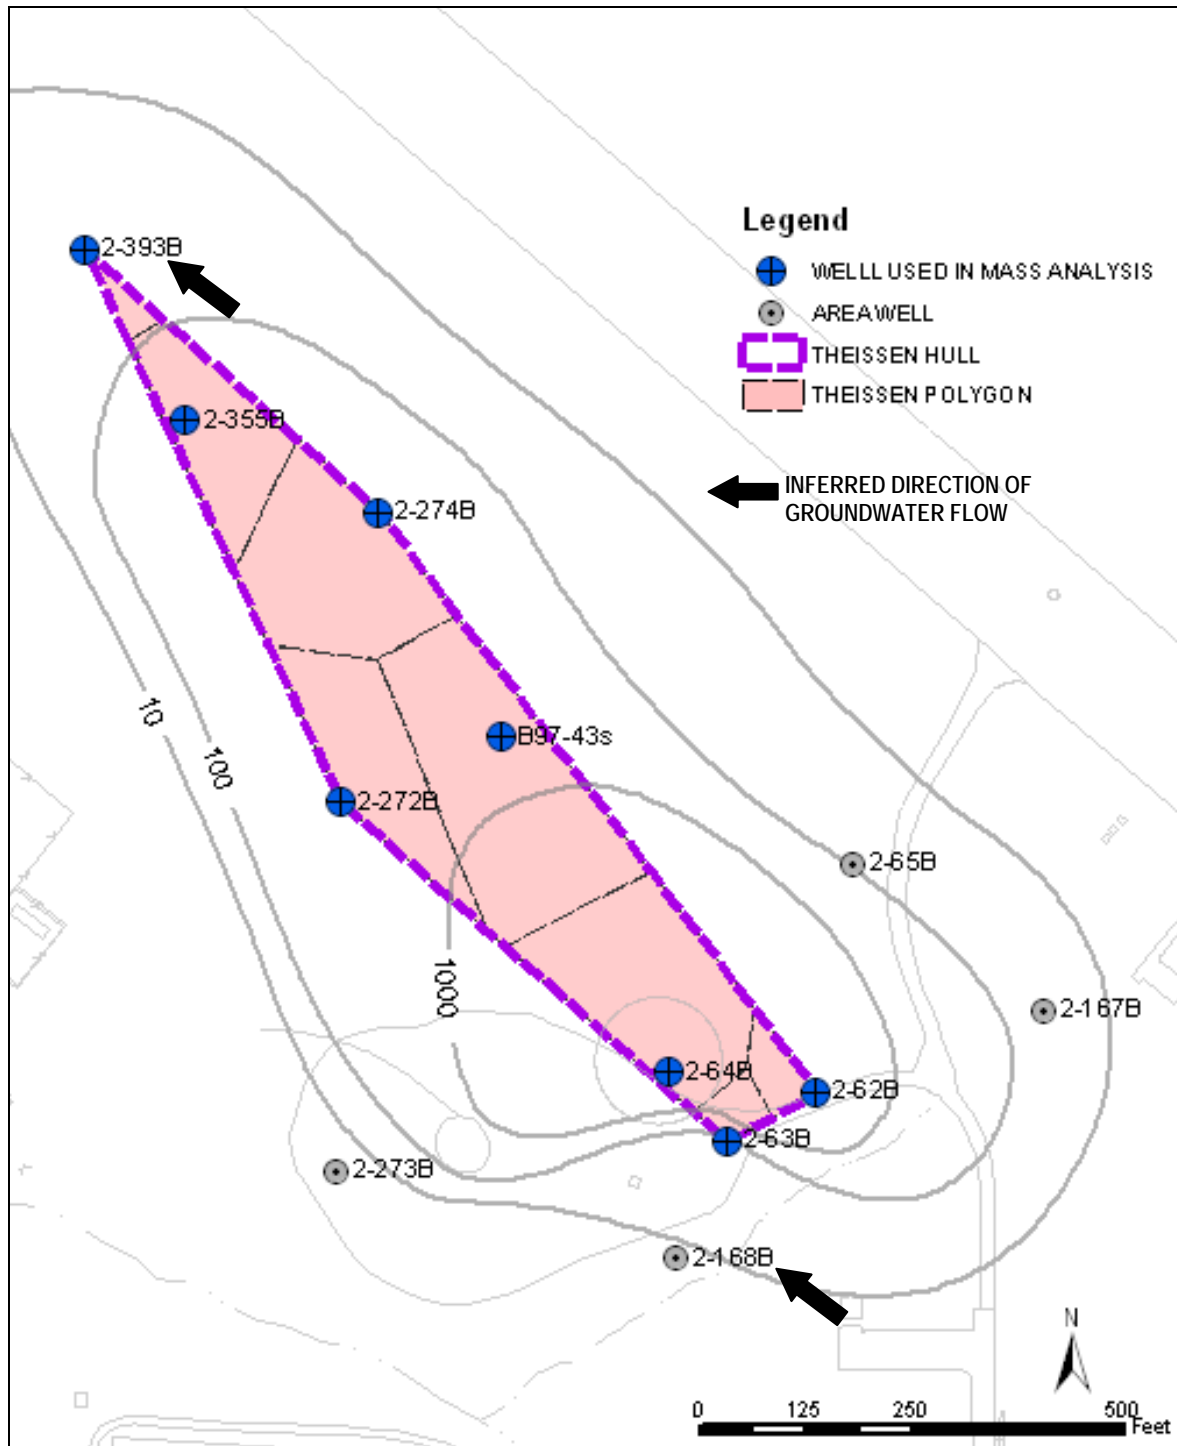 2-393B
Legend
WELLL USED IN MASS ANALYSIS
AREA WELL
THEISSEN HULL
THEISSEN POLYGON
2-355B
2-274B
INFERRED DIRECTION OF
GROUNDWATER FLOW
10
100
B97-43s
2-272B
2-65B
1000
2-167B
2-64B
2-62B
2-63B
2-273B
2-168B
N
0 125 250 500
Feet